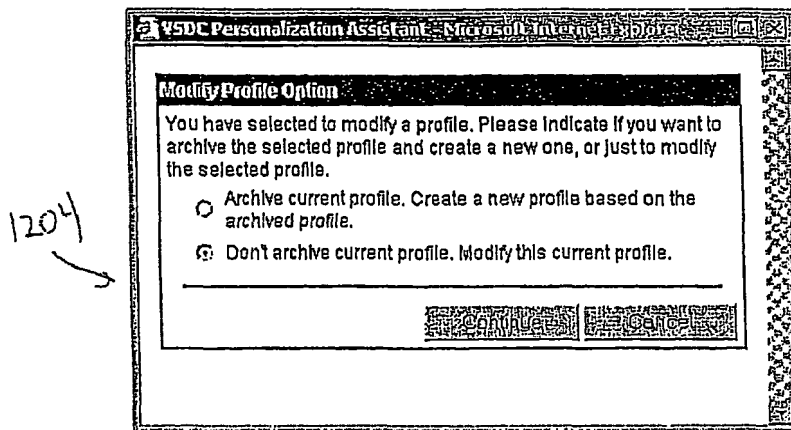 VSDC Personalization Assistant - Microsoft Internet Explorer
Modify Profile Option
You have selected to modify a profile. Please indicate if you want to
archive the selected profile and create a new one, or just to modify
the selected profile.
Archive current profile. Create a new profile based on the
archived profile.
Don't archive current profile. Modify this current profile.
1204
Continue
Cancel